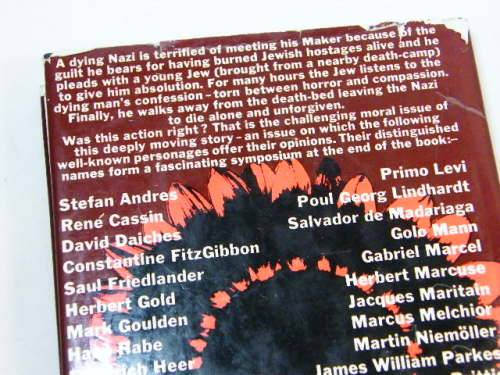 A dying Nazi is terrified of meeting his Maker because of the
guilt he bears for having burned Jewish hostages alive and he
pleads with a young Jew (brought from a nearby death-camp)
to give him absolution. For many hours the Jew listens to the
dying man's confession – torn between horror and compassion.
Finally, he walks away from the death-bed leaving the Nazi
to die alone and unforgiven.
Was this action right? That is the challenging moral issue of
this deeply moving story – an issue on which the following
well-known personages offer their opinions. Their distinguished
names form a fascinating symposium at the end of the book:–
Stefan Andres
René Cassin
David Daiches
Constantine FitzGibbon
Saul Friedlander
Herbert Gold
Mark Goulden
Habe
Heer
Primo Levi
Poul Georg Lindhardt
Salvador de Madariaga
Golo Mann
Gabriel Marcel
Herbert Marcuse
Jacques Maritain
Marcus Melchior
Martin Niemöller
James William Parkes